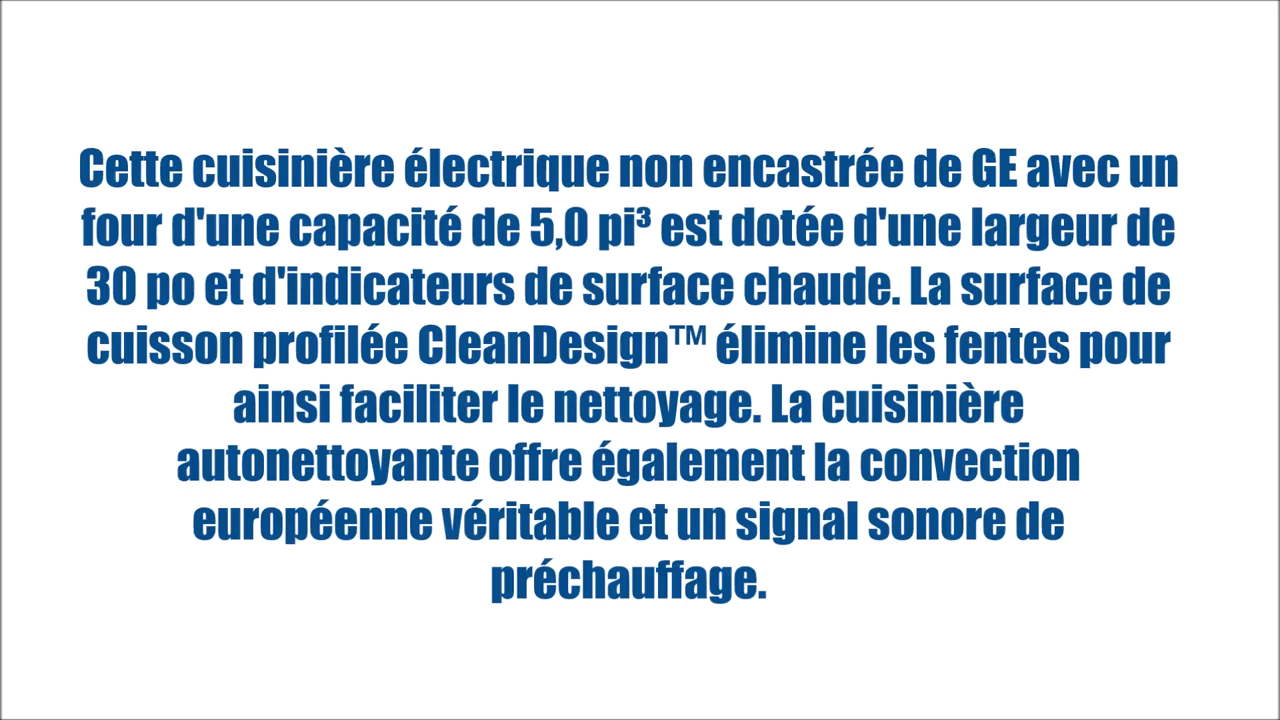 Cette cuisinière électrique non encastrée de GE avec un
four d'une capacité de 5,0 pi³ est dotée d'une largeur de
30 po et d'indicateurs de surface chaude. La surface de
cuisson profilée CleanDesign™ élimine les fentes pour
ainsi faciliter le nettoyage. La cuisinière
autonettoyante offre également la convection
européenne véritable et un signal sonore de
préchauffage.